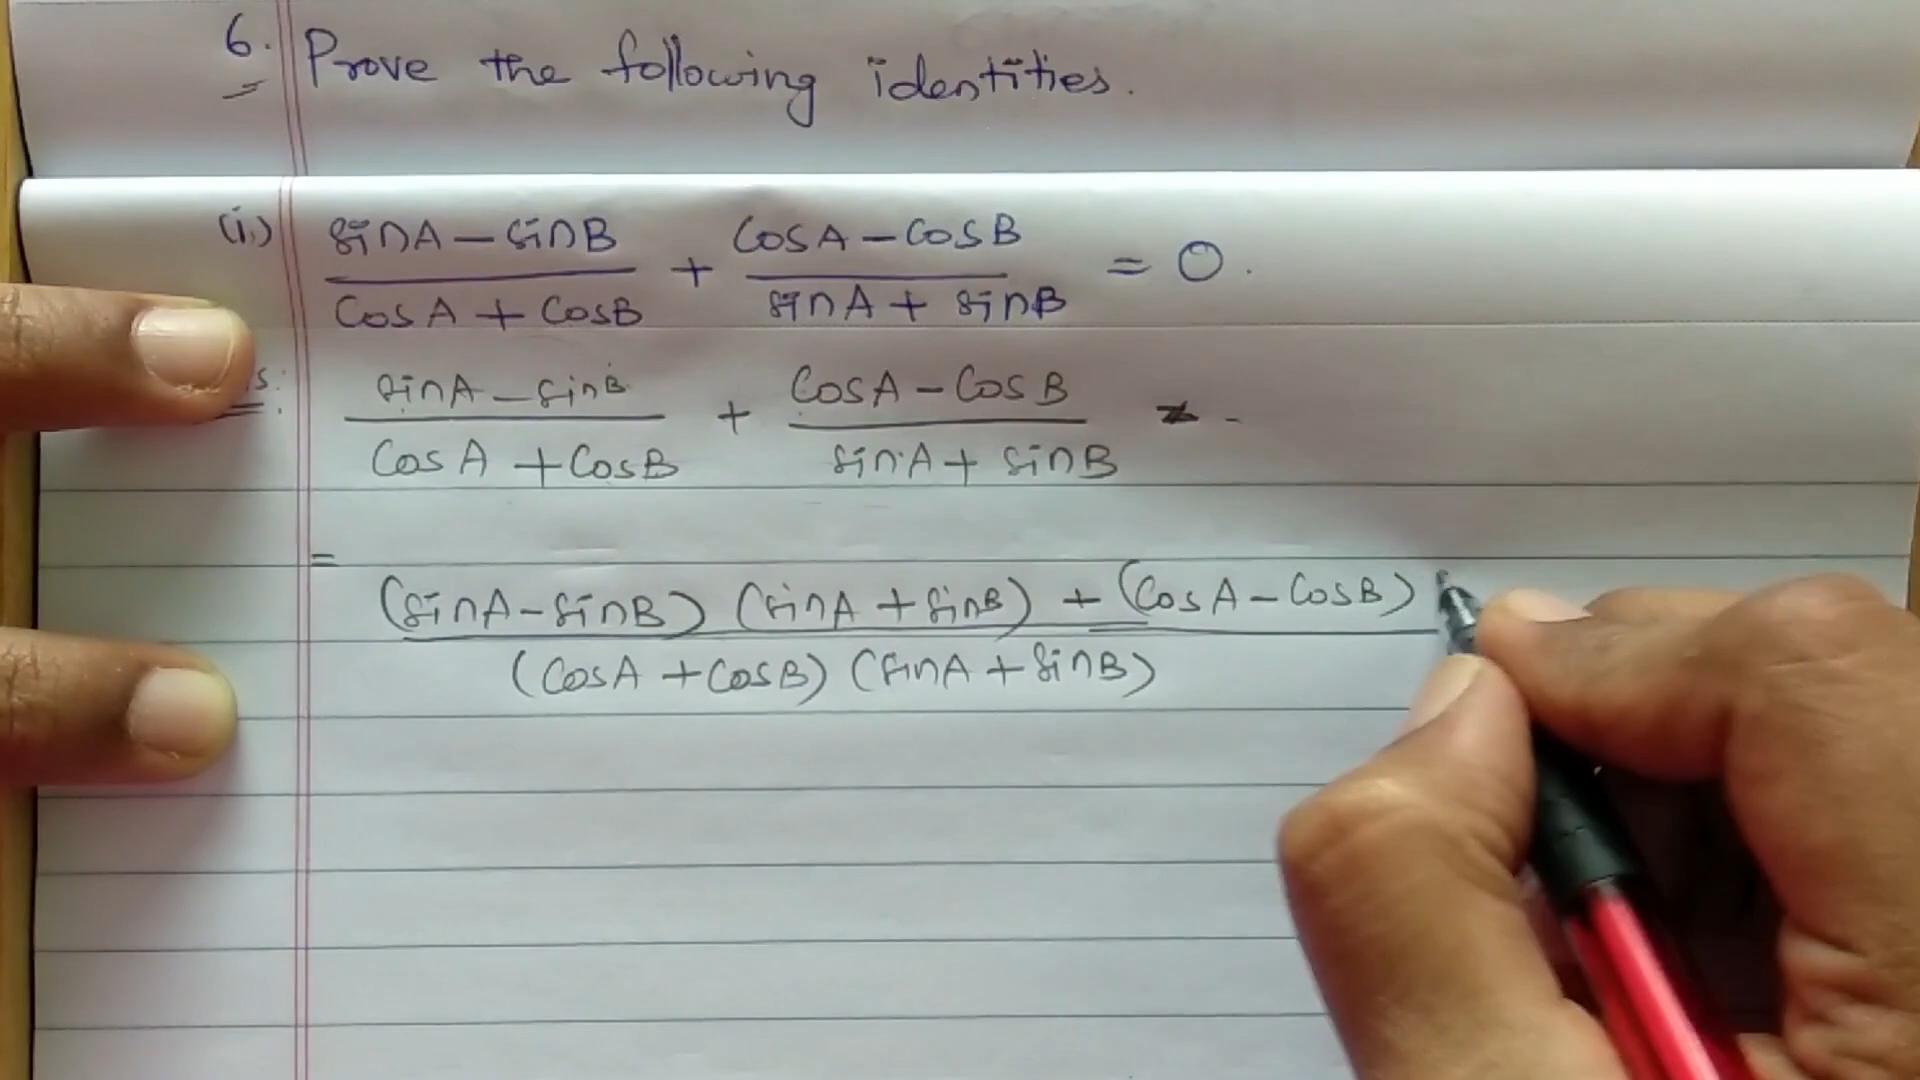 6. Prove the following identities.
(i.) sinA - sinB / cosA + cosB + cosA - cosB / sinA + sinB = 0.
s: sinA - sinB / cosA + cosB + cosA - cosB / sinA + sinB
= (sinA - sinB) (sinA + sinB) + (cosA - cosB) / (cosA + cosB) (sinA + sinB)